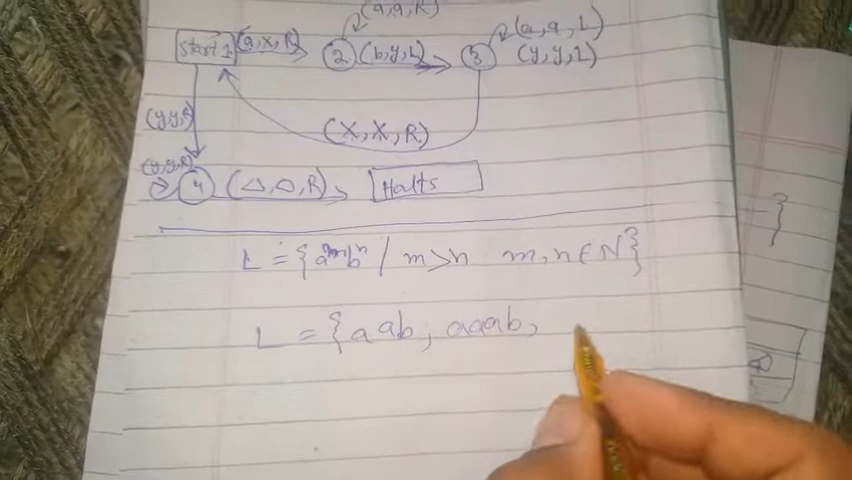 (a,a,R) (a,a,L)
Start 1 (a,X,R) 2 (b,y,L) 3 (y,y,L)
(y,y,R)
(X,X,R)
(y,y,R)
4 (Δ,Δ,R) Halts
L = {a^m b^n / m>n m,n ∈ N}
L = {aab, aaab,